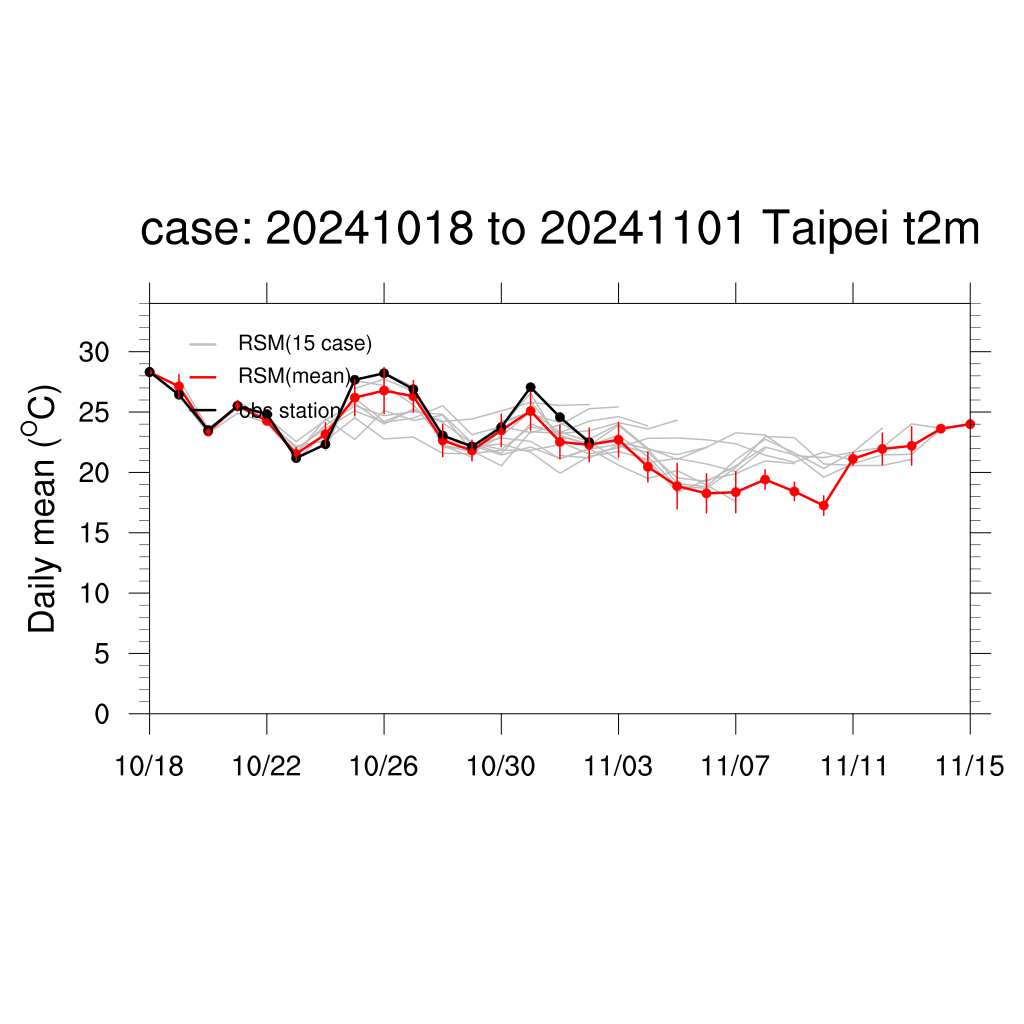 case: 20241018 to 20241101 Taipei t2m
RSM(15 case)
RSM(mean)
obs station
Daily mean (°C)
30
25
20
15
10
5
0
10/18 10/22 10/26 10/30 11/03 11/07 11/11 11/15